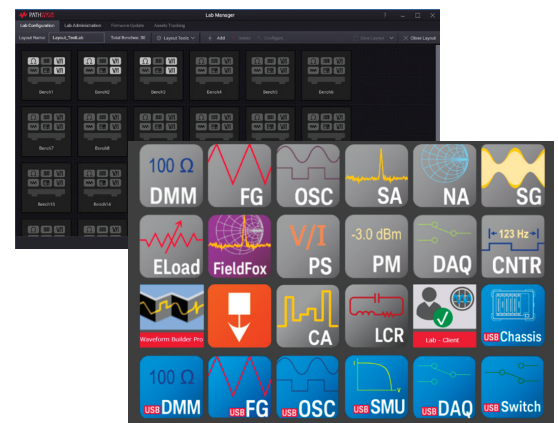 PATHWAVE
Lab Manager
Lab Configuration Lab Administration Firmware Update Assets Tracking
Layout Name: Layout_TestLab Total Benches: 30 Layout Tools + Add Delete Configure Save Layout Close Layout
Bench1 Bench2 Bench3 Bench4 Bench5 Bench6
Bench7 Bench8
Bench13 Bench14
100 Ω
DMM FG OSC SA NA SG
V/I -3.0 dBm 123 Hz
ELoad FieldFox PS PM DAQ CNTR
Waveform Builder Pro CA LCR Lab - Client USB Chassis
100 Ω I V
USB DMM USB FG USB OSC USB SMU USB DAQ USB Switch